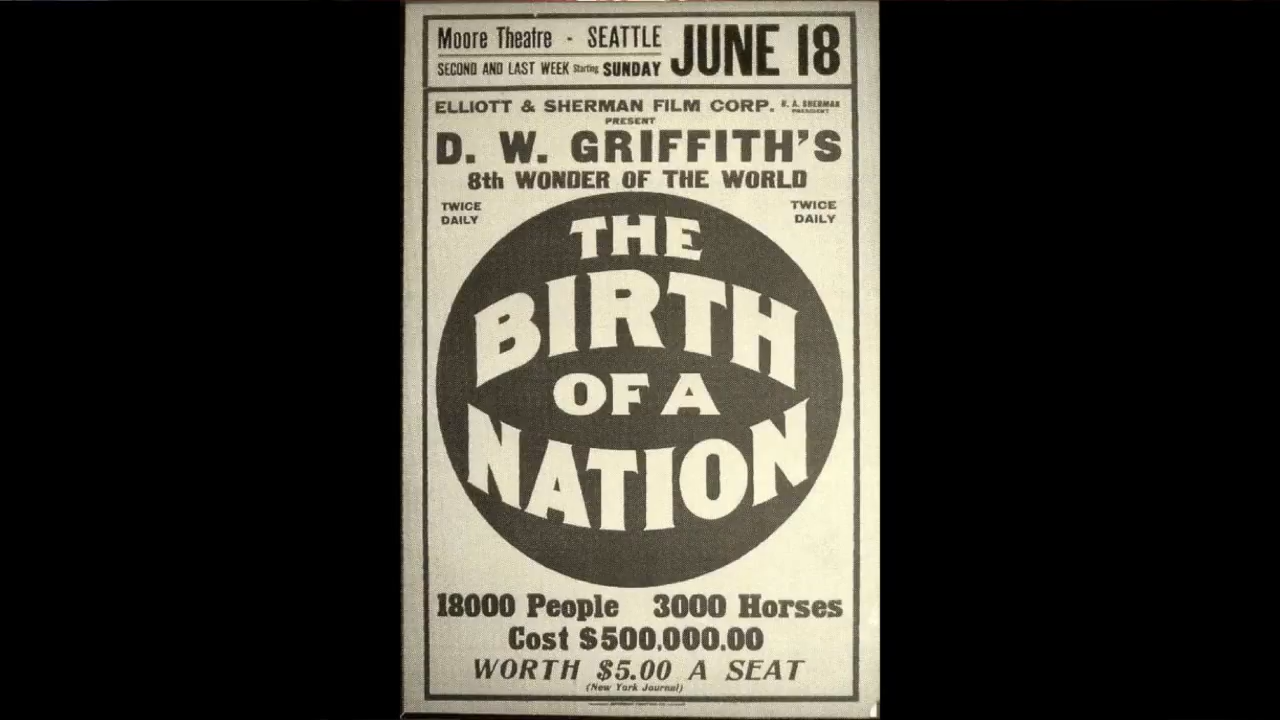 Moore Theatre - SEATTLE
SECOND AND LAST WEEK Starting SUNDAY
JUNE 18
ELLIOTT & SHERMAN FILM CORP. H. A. SHERMAN PRESIDENT
PRESENT
D. W. GRIFFITH'S
8th WONDER OF THE WORLD
TWICE DAILY
TWICE DAILY
THE
BIRTH
OF A
NATION
18000 People 3000 Horses
Cost $500,000.00
WORTH $5.00 A SEAT
(New York Journal)